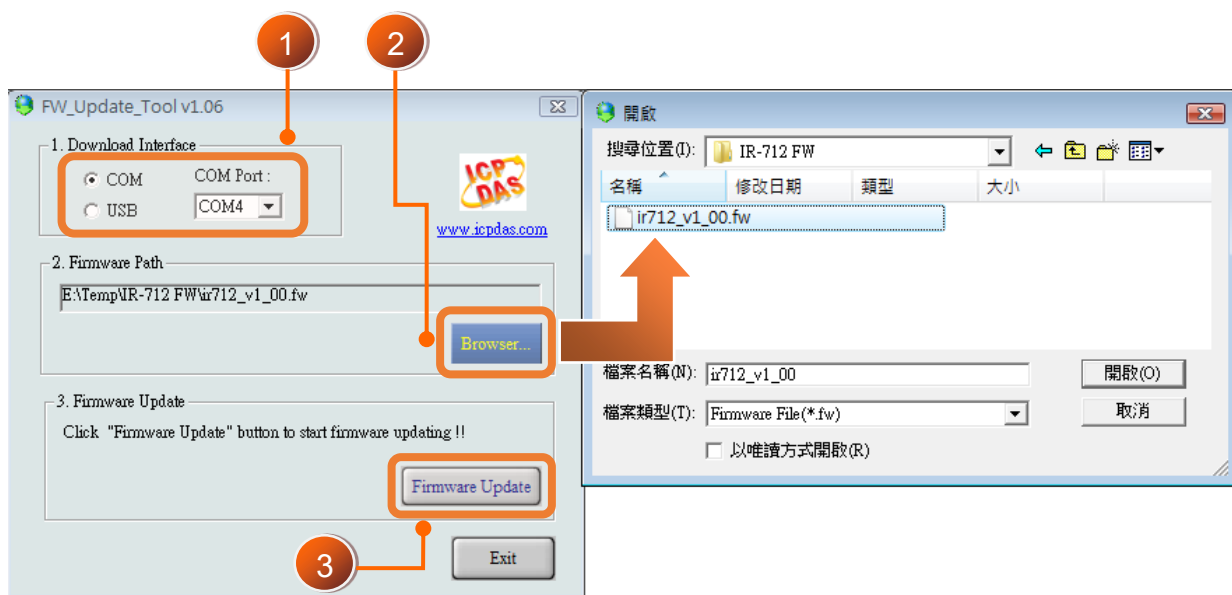 1
2
FW_Update_Tool v1.06
1. Download Interface
COM
COM Port :
USB
COM4
ICP
DAS
www.icpdas.com
2. Firmware Path
E:\Temp\IR-712 FW\ir712_v1_00.fw
Browser...
3. Firmware Update
Click "Firmware Update" button to start firmware updating !!
Firmware Update
3
Exit
開啟
搜尋位置(I): IR-712 FW
名稱 修改日期 類型 大小
ir712_v1_00.fw
檔案名稱(N): ir712_v1_00 開啟(O)
檔案類型(T): Firmware File(*.fw) 取消
以唯讀方式開啟(R)